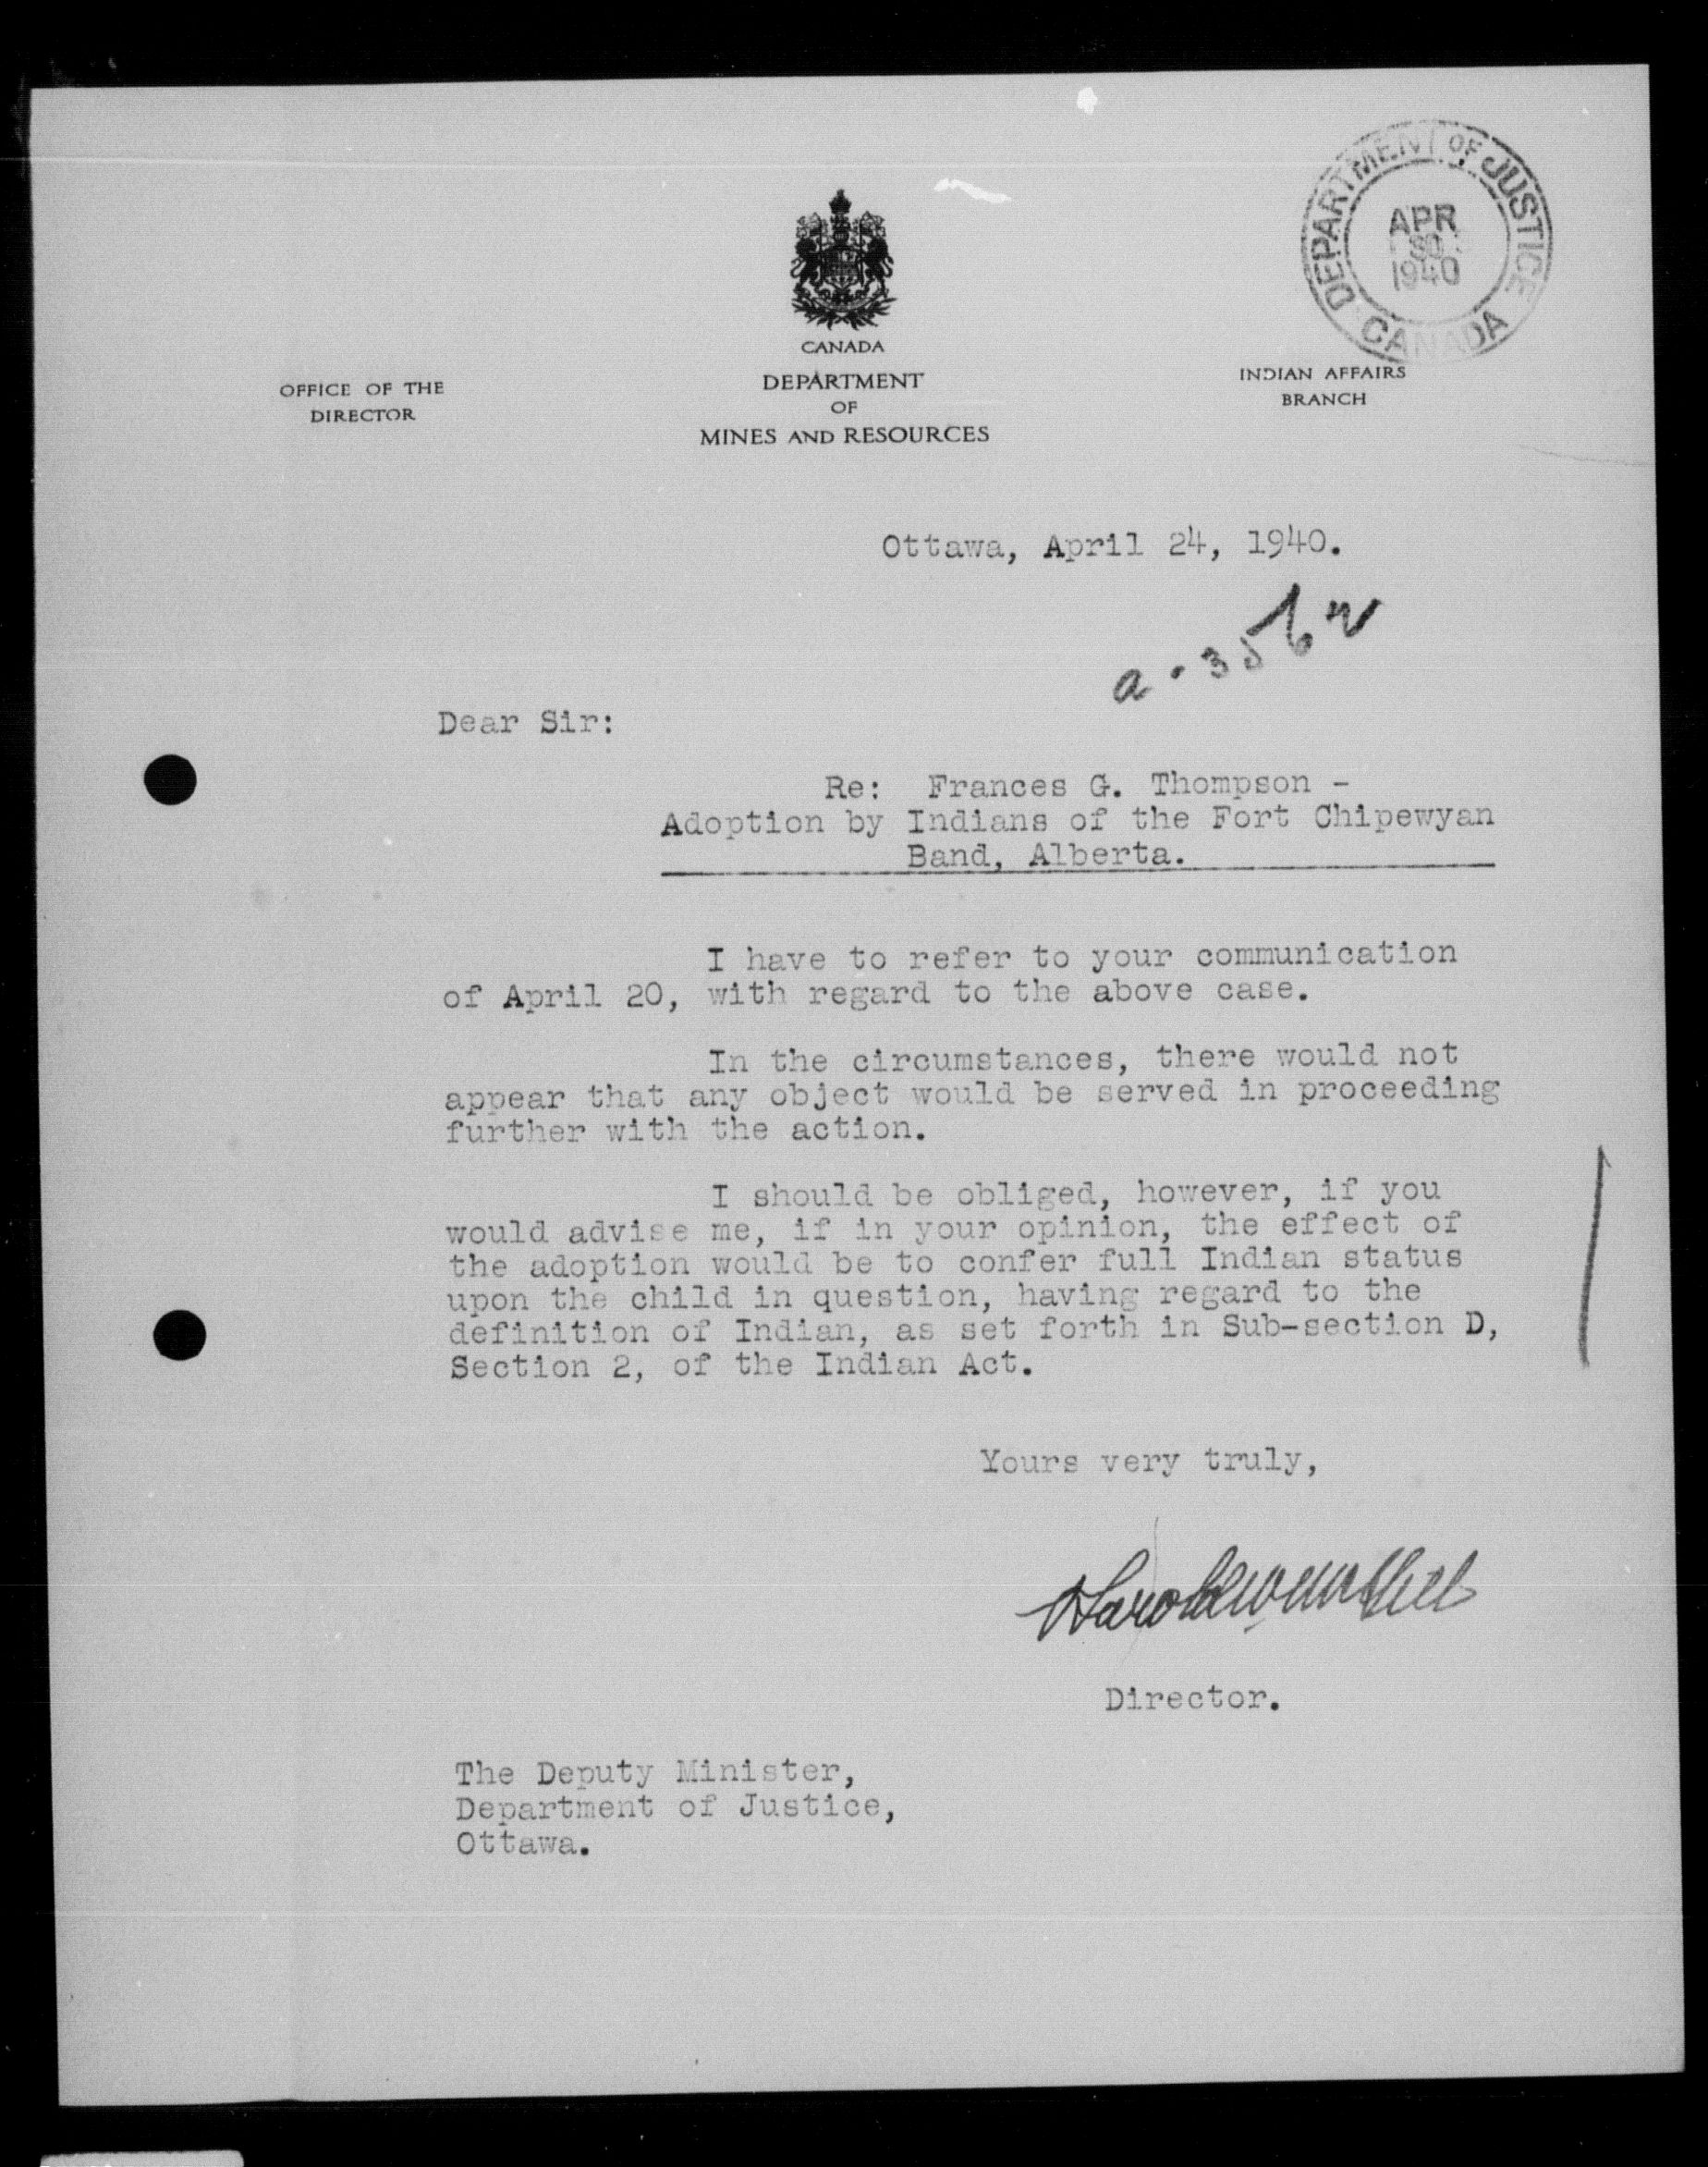 DEPARTMENT OF JUSTICE
APR
30
1940
CANADA
CANADA
OFFICE OF THE
DIRECTOR
DEPARTMENT
OF
MINES AND RESOURCES
INDIAN AFFAIRS
BRANCH
Ottawa, April 24, 1940.
Dear Sir:
Re: Frances G. Thompson -
Adoption by Indians of the Fort Chipewyan
Band, Alberta.
I have to refer to your communication
of April 20, with regard to the above case.
In the circumstances, there would not
appear that any object would be served in proceeding
further with the action.
I should be obliged, however, if you
would advise me, if in your opinion, the effect of
the adoption would be to confer full Indian status
upon the child in question, having regard to the
definition of Indian, as set forth in Sub-section D,
Section 2, of the Indian Act.
Yours very truly,
Director.
The Deputy Minister,
Department of Justice,
Ottawa.